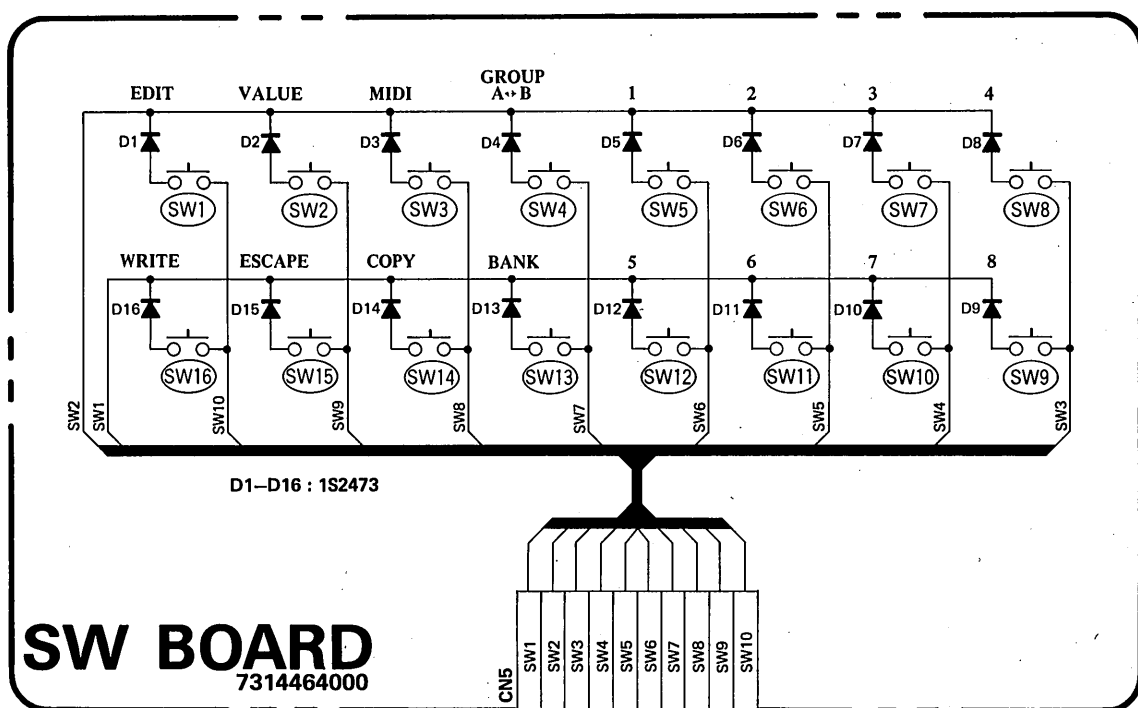 GROUP
EDIT VALUE MIDI A↔B 1 2 3 4
D1 D2 D3 D4 D5 D6 D7 D8
SW1 SW2 SW3 SW4 SW5 SW6 SW7 SW8
WRITE ESCAPE COPY BANK 5 6 7 8
D16 D15 D14 D13 D12 D11 D10 D9
SW16 SW15 SW14 SW13 SW12 SW11 SW10 SW9
SW2 SW1 SW10 SW9 SW8 SW7 SW6 SW5 SW4 SW3
D1–D16 : 1S2473
CN5 SW1 SW2 SW3 SW4 SW5 SW6 SW7 SW8 SW9 SW10
SW BOARD
7314464000